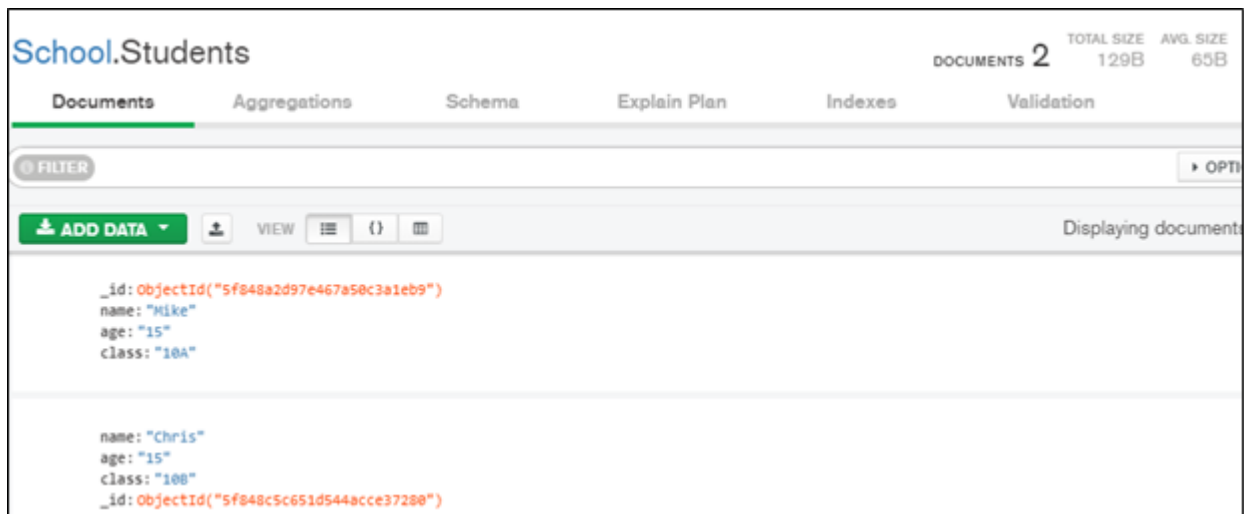 School.Students
DOCUMENTS 2 TOTAL SIZE 129B AVG. SIZE 65B
Documents Aggregations Schema Explain Plan Indexes Validation
FILTER OPTI
ADD DATA VIEW {} Displaying documents
_id: ObjectId("5f848a2d97e467a50c3a1eb9")
name: "Mike"
age: "15"
class: "10A"
name: "Chris"
age: "15"
class: "10B"
_id: ObjectId("5f848c5c651d544acce37280")